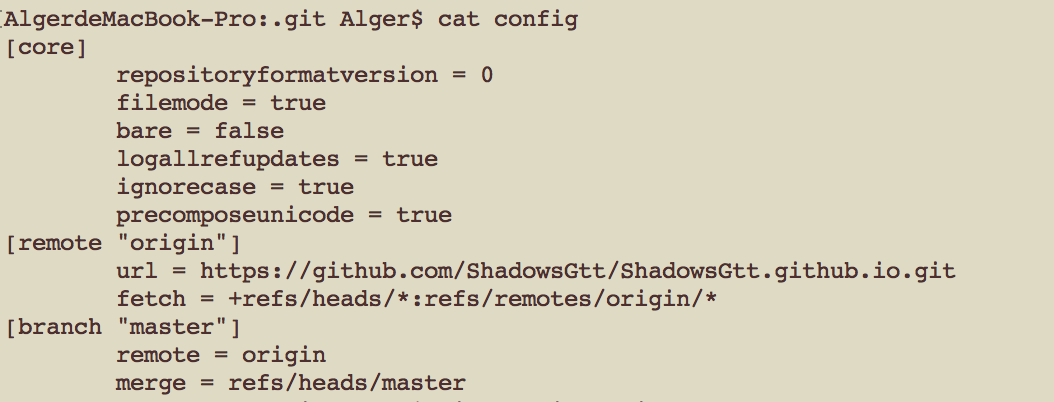 [AlgerdeMacBook-Pro:.git Alger$ cat config
[core]
repositoryformatversion = 0
filemode = true
bare = false
logallrefupdates = true
ignorecase = true
precomposeunicode = true
[remote "origin"]
url = https://github.com/ShadowsGtt/ShadowsGtt.github.io.git
fetch = +refs/heads/*:refs/remotes/origin/*
[branch "master"]
remote = origin
merge = refs/heads/master